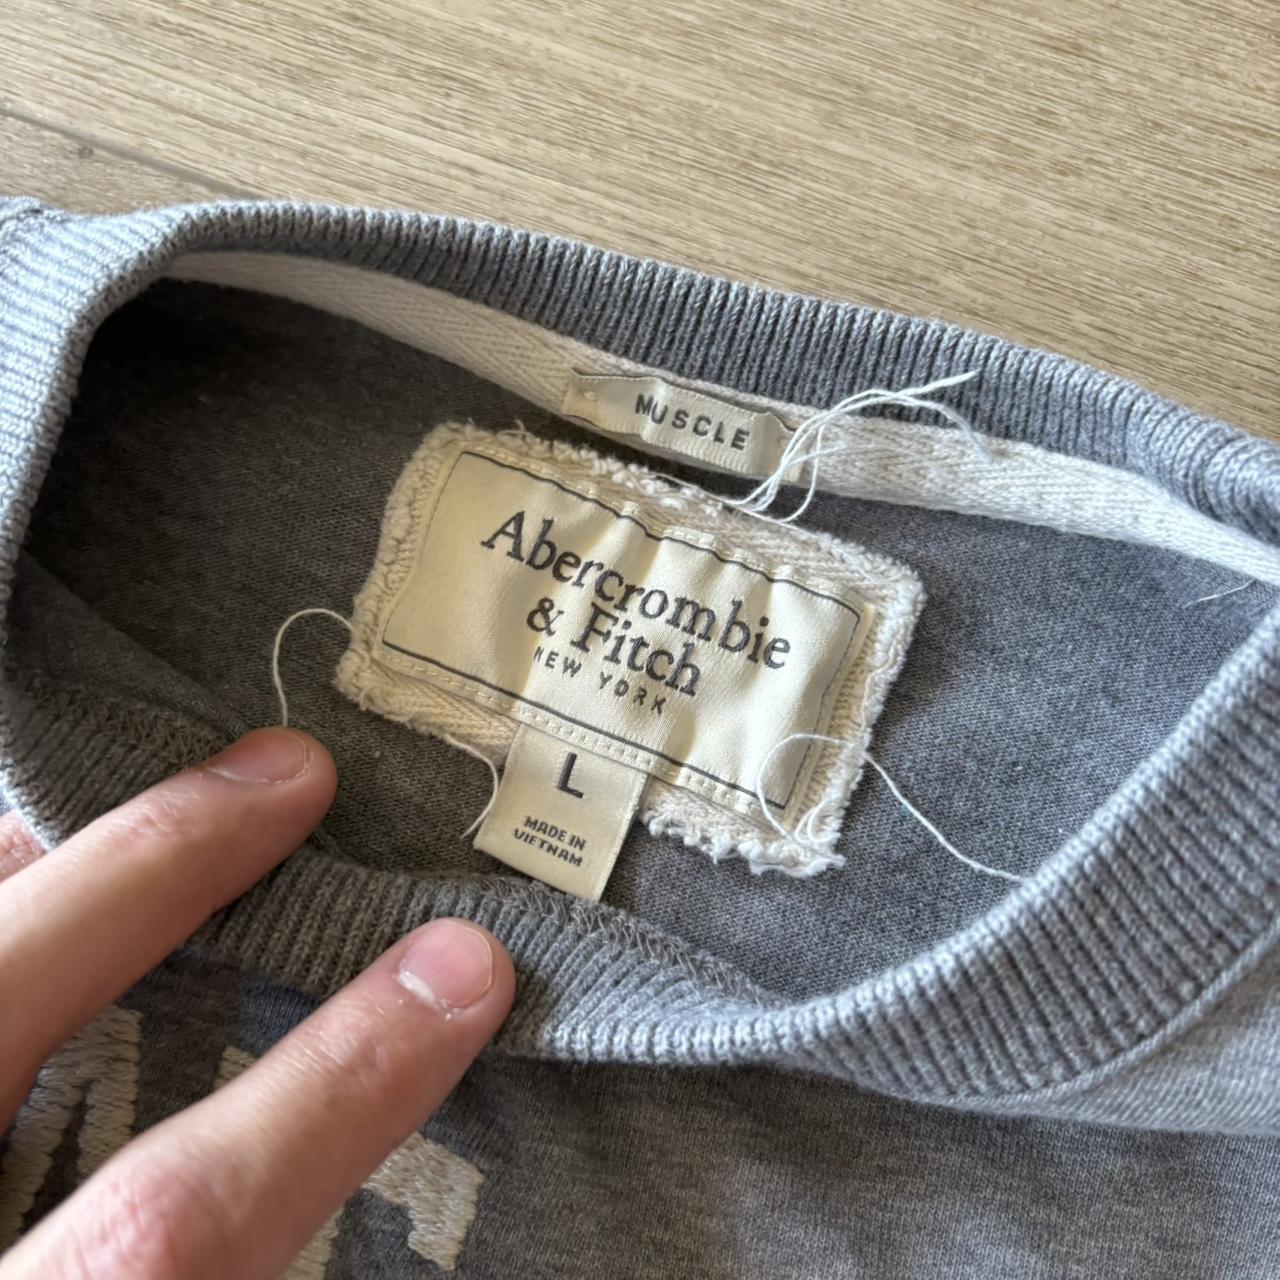 MUSCLE
Abercrombie
& Fitch
NEW YORK
L
MADE IN
VIETNAM